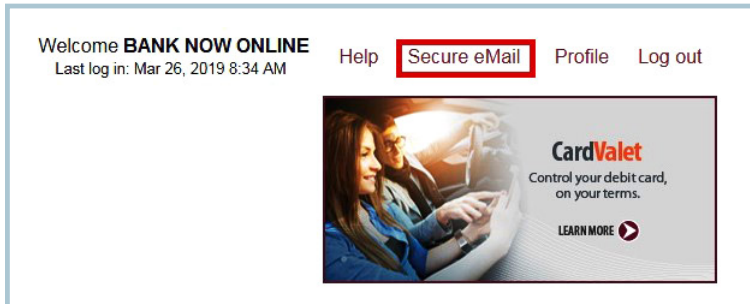 Welcome BANK NOW ONLINE
Last log in: Mar 26, 2019 8:34 AM
Help Secure eMail Profile Log out
CardValet
Control your debit card,
on your terms.
LEARN MORE